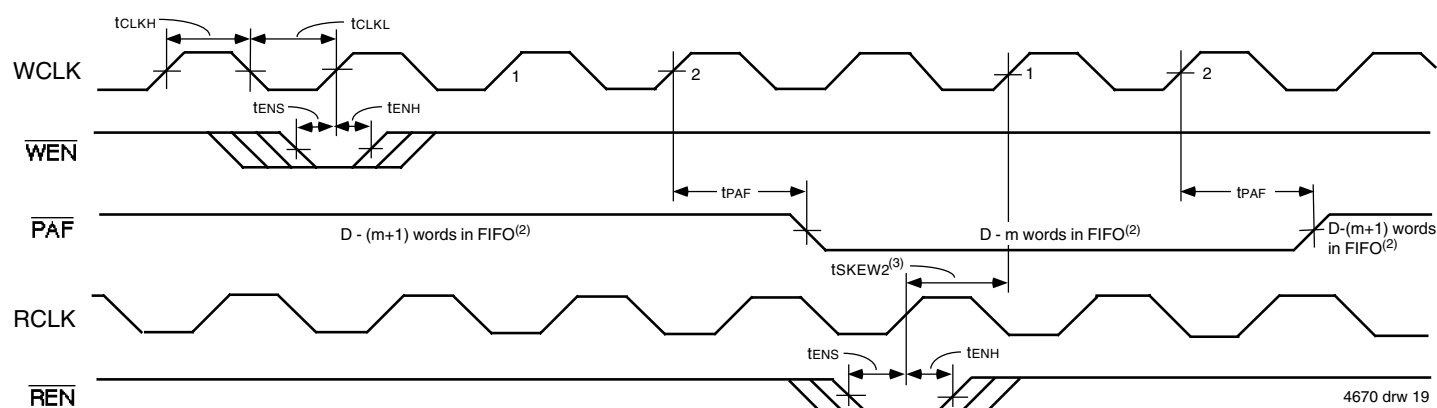 tCLKH tCLKL
WCLK 1 2 1 2
tENS tENH
WEN
tPAF tPAF
PAF D - (m+1) words in FIFO(2) D - m words in FIFO(2) D-(m+1) words
in FIFO(2)
tSKEW2(3)
RCLK
tENS tENH
REN 4670 drw 19